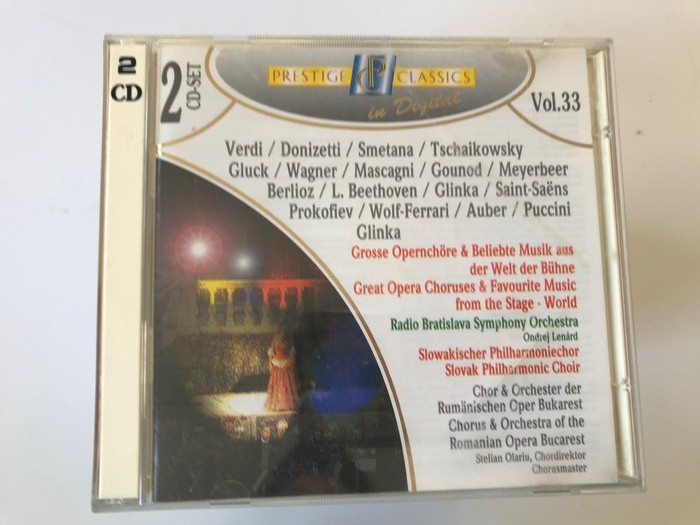 2
CD
2
CD-SET
PRESTIGE CLASSICS
in Digital
Vol.33
Verdi / Donizetti / Smetana / Tschaikowsky
Gluck / Wagner / Mascagni / Gounod / Meyerbeer
Berlioz / L. Beethoven / Glinka / Saint-Saëns
Prokofiev / Wolf-Ferrari / Auber / Puccini
Glinka
Grosse Opernchöre & Beliebte Musik aus
der Welt der Bühne
Great Opera Choruses & Favourite Music
from the Stage - World
Radio Bratislava Symphony Orchestra
Ondrej Lenárd
Slowakischer Philharmoniechor
Slovak Philharmonic Choir
Chor & Orchester der
Rumänischen Oper Bukarest
Chorus & Orchestra of the
Romanian Opera Bucarest
Stelian Olariu, Chordirektor
Chorusmaster